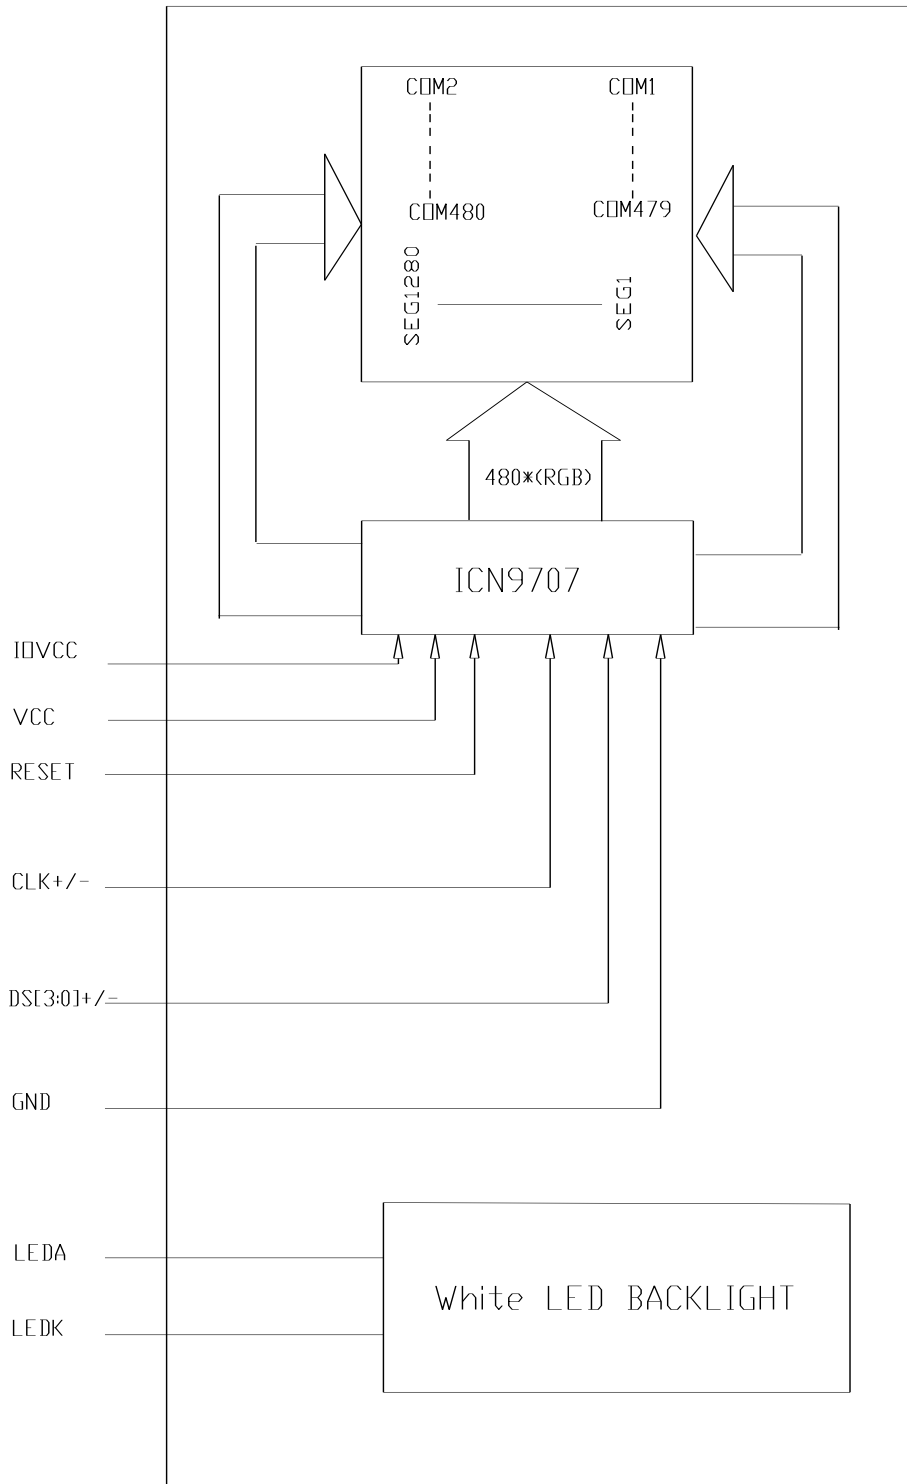 COM2 COM1
COM480 COM479
SEG1280 SEG1
480*(RGB)
ICN9707
IOVCC
VCC
RESET
CLK+/-
DS[3:0]+/-
GND
LEDA
White LED BACKLIGHT
LEDK